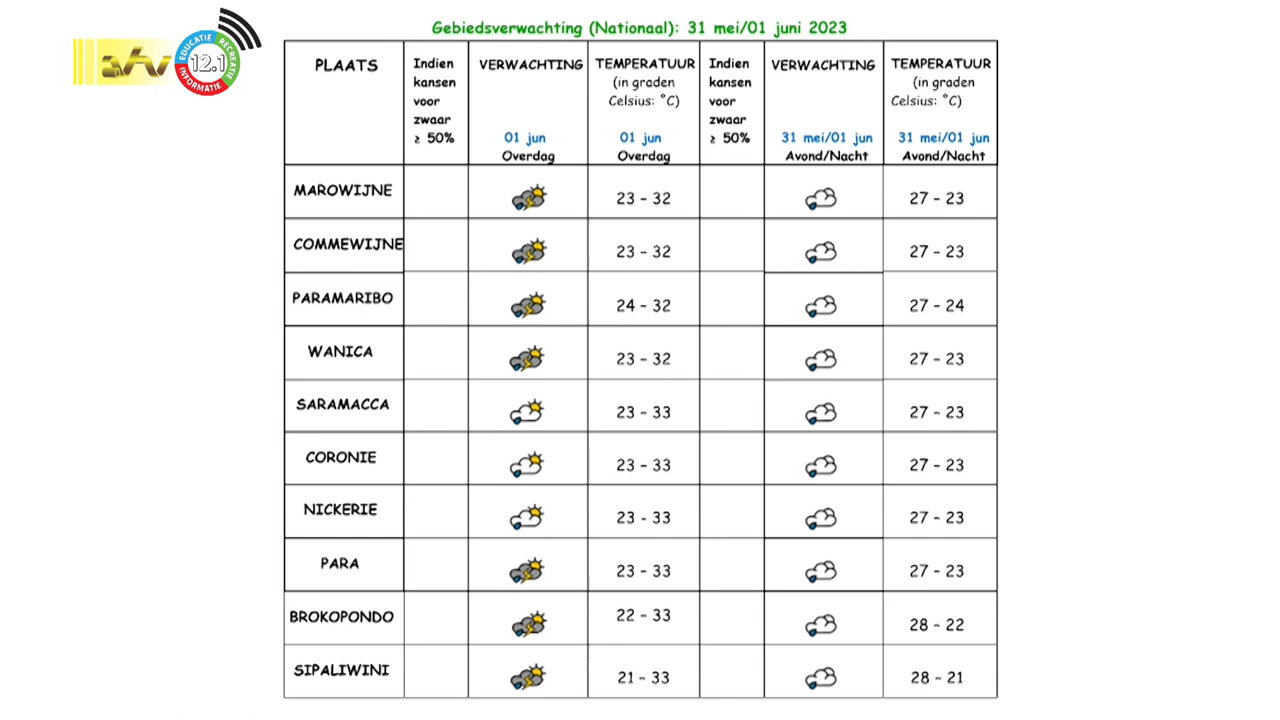 Gebiedsverwachting (Nationaal): 31 mei/01 juni 2023
atv
EDUCATIE
RECREATIE
INFORMATIE
12.1
PLAATS
Indien
kansen
voor
zwaar
≥ 50%
VERWACHTING
01 jun
Overdag
TEMPERATUUR
(in graden
Celsius: °C)
01 jun
Overdag
Indien
kansen
voor
zwaar
≥ 50%
VERWACHTING
31 mei/01 jun
Avond/Nacht
TEMPERATUUR
(in graden
Celsius: °C)
31 mei/01 jun
Avond/Nacht
MAROWIJNE 23 - 32 27 - 23
COMMEWIJNE 23 - 32 27 - 23
PARAMARIBO 24 - 32 27 - 24
WANICA 23 - 32 27 - 23
SARAMACCA 23 - 33 27 - 23
CORONIE 23 - 33 27 - 23
NICKERIE 23 - 33 27 - 23
PARA 23 - 33 27 - 23
BROKOPONDO 22 - 33 28 - 22
SIPALIWINI 21 - 33 28 - 21